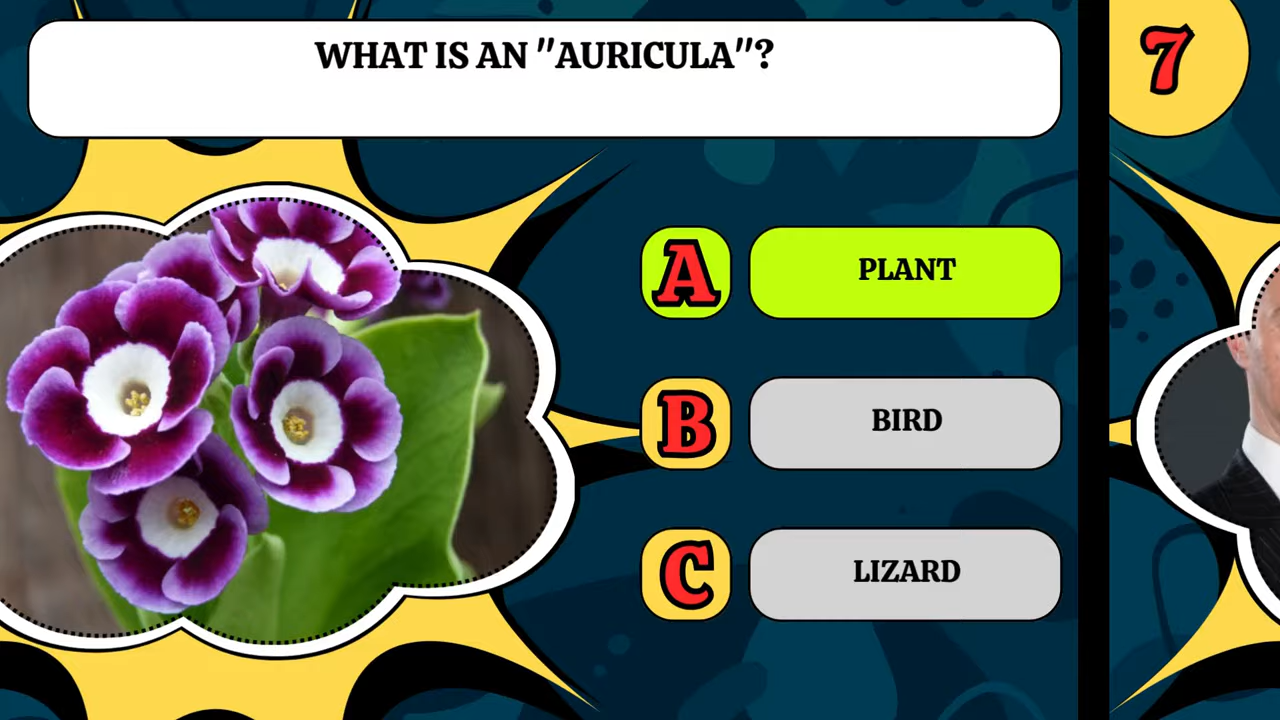 WHAT IS AN "AURICULA"?
7
A PLANT
B BIRD
C LIZARD